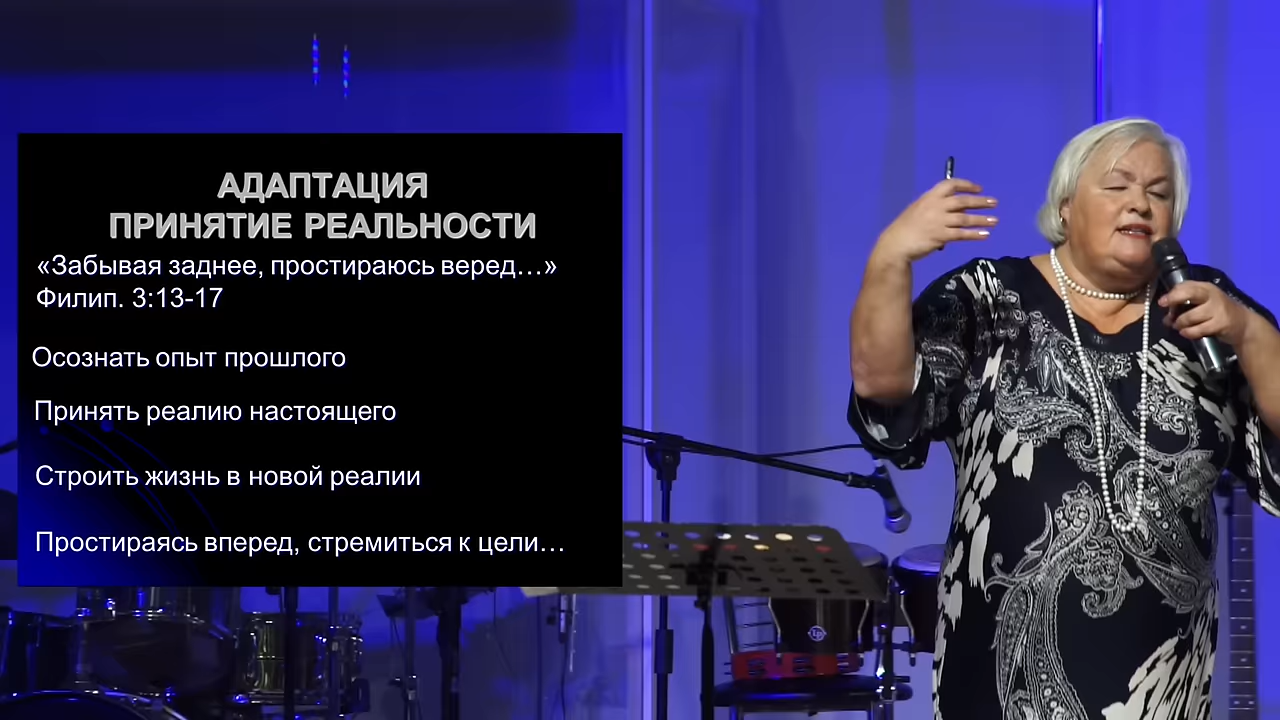 АДАПТАЦИЯ
ПРИНЯТИЕ РЕАЛЬНОСТИ
«Забывая заднее, простираюсь веред…»
Филип. 3:13-17
Осознать опыт прошлого
Принять реалию настоящего
Строить жизнь в новой реалии
Простираясь вперед, стремиться к цели…
LP